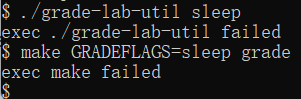 $ ./grade-lab-util sleep
exec ./grade-lab-util failed
$ make GRADEFLAGS=sleep grade
exec make failed
$